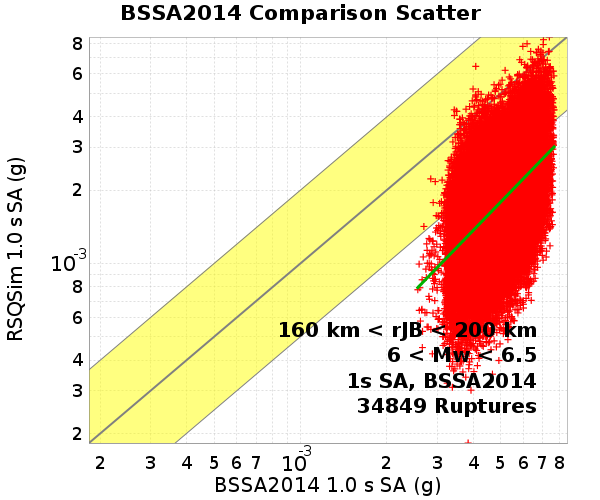 BSSA2014 Comparison Scatter
8
6
4
3
2
10-3
8
6
4
3
2
RSQSim 1.0 s SA (g)
160 km < rJB < 200 km
6 < Mw < 6.5
1s SA, BSSA2014
34849 Ruptures
2 3 4 5 6 7 10-3 2 3 4 5 6 7 8
BSSA2014 1.0 s SA (g)